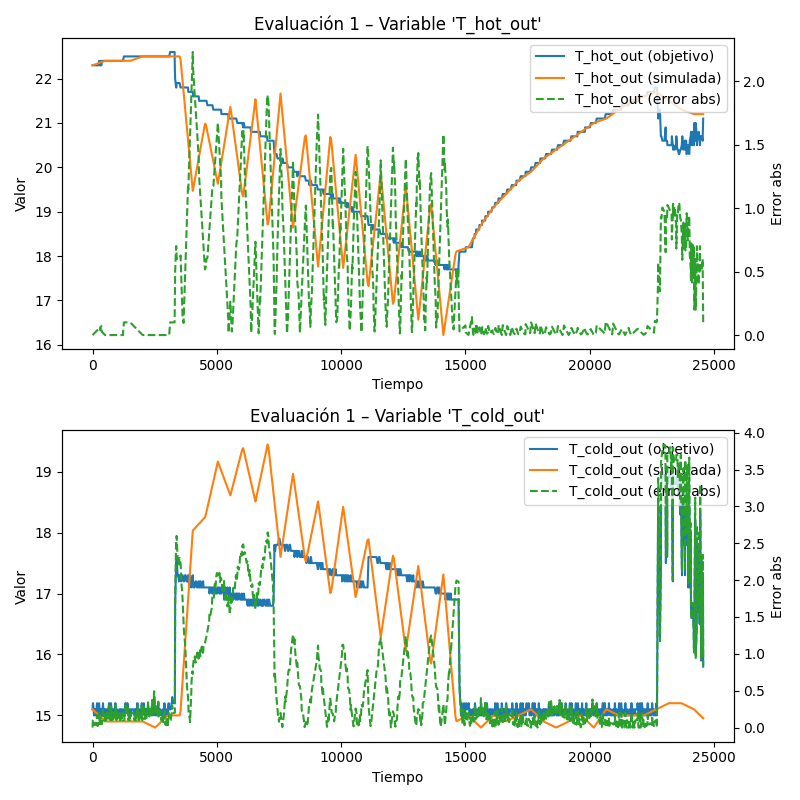 Evaluación 1 – Variable 'T_hot_out'
T_hot_out (objetivo)
T_hot_out (simulada)
T_hot_out (error abs)
22
21
20
19
18
17
16
Valor
2.0
1.5
1.0
0.5
0.0
Error abs
0
5000
10000
15000
20000
25000
Tiempo
Evaluación 1 – Variable 'T_cold_out'
T_cold_out (objetivo)
T_cold_out (simulada)
T_cold_out (error abs)
19
18
17
16
15
Valor
4.0
3.5
3.0
2.5
2.0
1.5
1.0
0.5
0.0
Error abs
0
5000
10000
15000
20000
25000
Tiempo